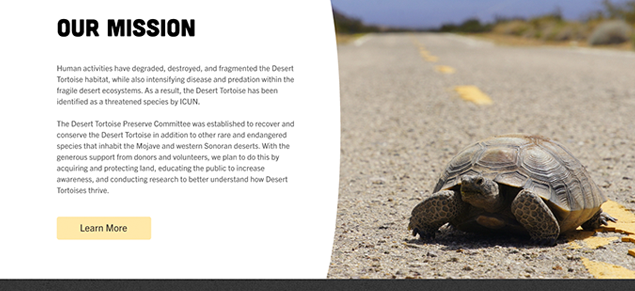 OUR MISSION
Human activities have degraded, destroyed, and fragmented the Desert
Tortoise habitat, while also intensifying disease and predation within the
fragile desert ecosystems. As a result, the Desert Tortoise has been
identified as a threatened species by ICUN.
The Desert Tortoise Preserve Committee was established to recover and
conserve the Desert Tortoise in addition to other rare and endangered
species that inhabit the Mojave and western Sonoran deserts. With the
generous support from donors and volunteers, we plan to do this by
acquiring and protecting land, educating the public to increase
awareness, and conducting research to better understand how Desert
Tortoises thrive.
Learn More